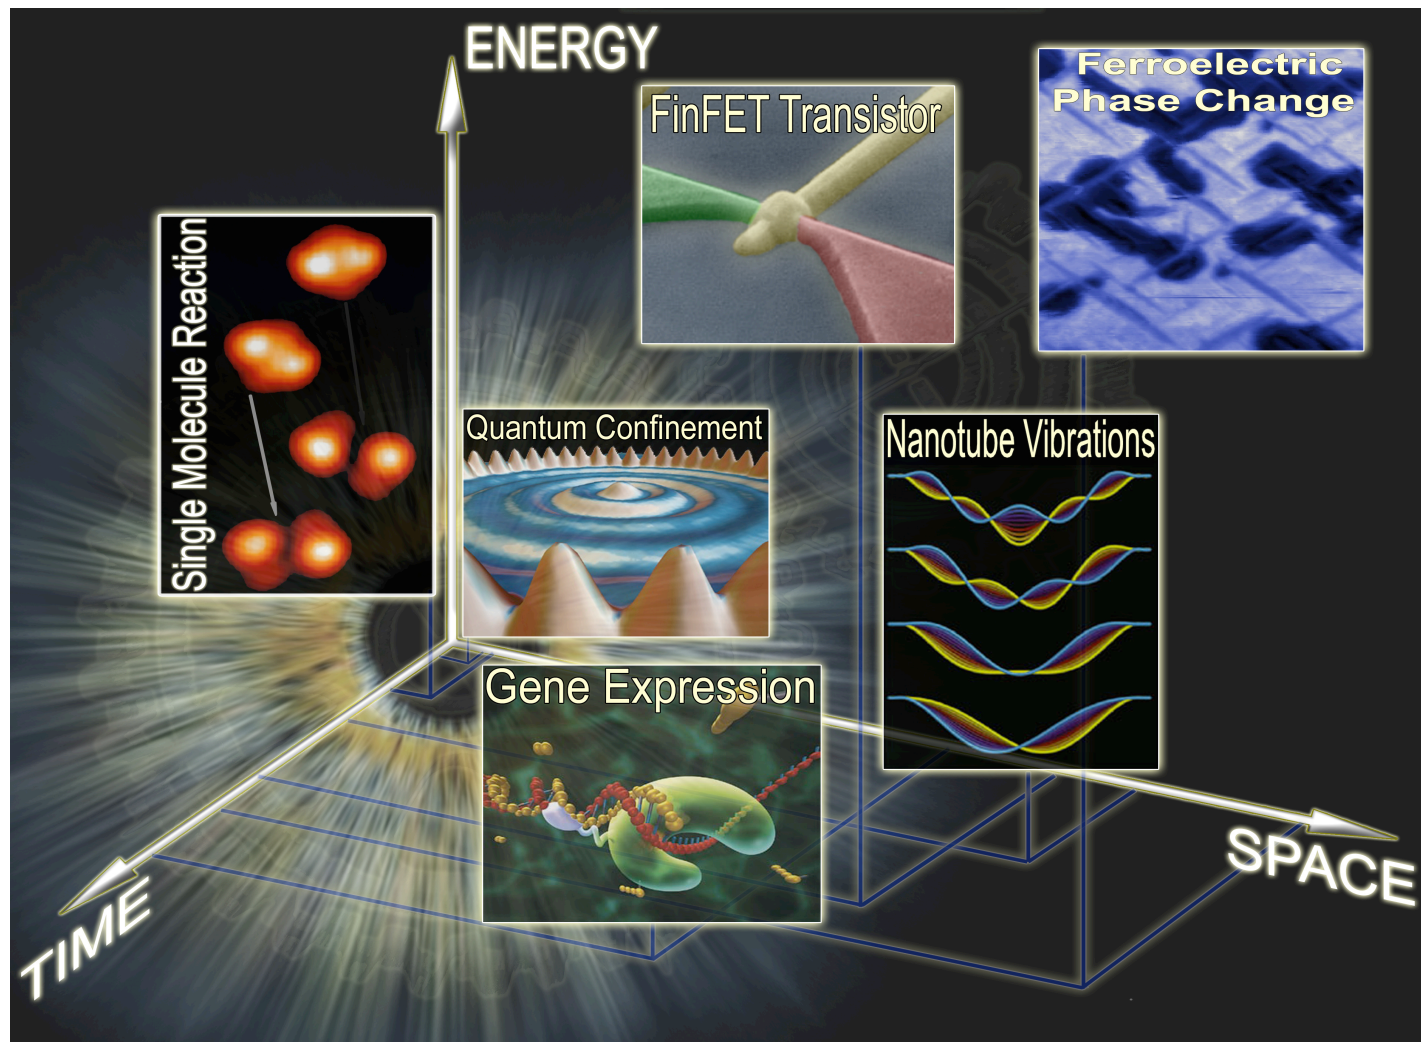 ENERGY
FinFET Transistor
Ferroelectric
Phase Change
Single Molecule Reaction
Quantum Confinement
Nanotube Vibrations
Gene Expression
SPACE
TIME